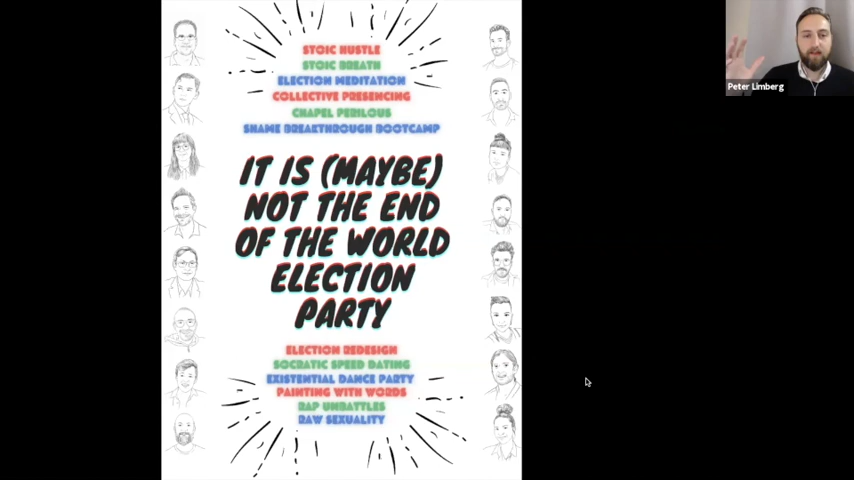 STOIC HUSTLE
STOIC BREATH
ELECTION MEDITATION
COLLECTIVE PRESENCING
CHAPEL PERILOUS
SHAME BREAKTHROUGH BOOTCAMP
IT IS (MAYBE)
NOT THE END
OF THE WORLD
ELECTION
PARTY
ELECTION REDESIGN
SOCRATIC SPEED DATING
EXISTENTIAL DANCE PARTY
PAINTING WITH WORDS
RAP UNBATTLES
RAW SEXUALITY
Peter Limberg